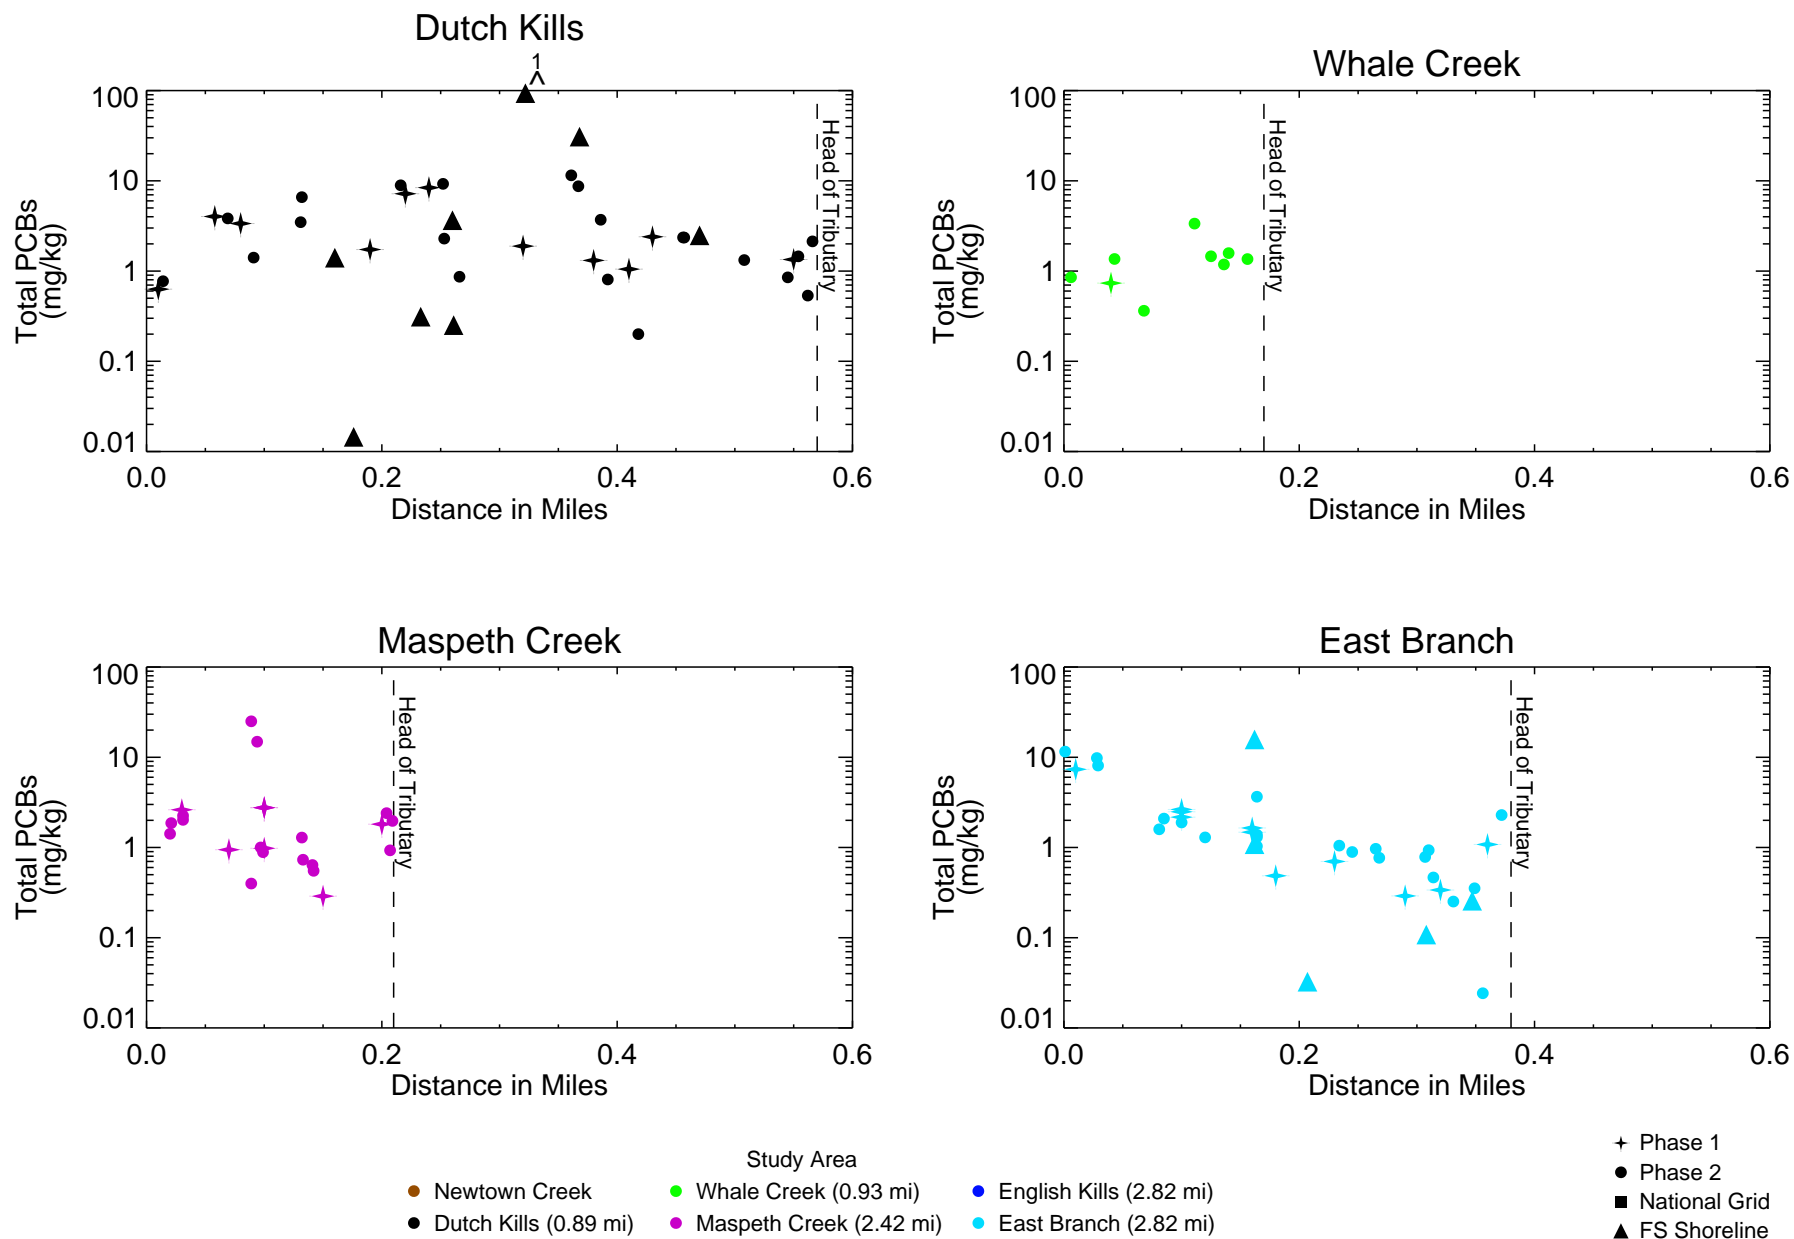 Dutch Kills
1
^
100
10
1
0.1
0.01
Total PCBs
(mg/kg)
Head of Tributary
0.0 0.2 0.4 0.6
Distance in Miles
Whale Creek
100
10
1
0.1
0.01
Total PCBs
(mg/kg)
Head of Tributary
0.0 0.2 0.4 0.6
Distance in Miles
Maspeth Creek
100
10
1
0.1
0.01
Total PCBs
(mg/kg)
Head of Tributary
0.0 0.2 0.4 0.6
Distance in Miles
East Branch
100
10
1
0.1
0.01
Total PCBs
(mg/kg)
Head of Tributary
0.0 0.2 0.4 0.6
Distance in Miles
Study Area
Newtown Creek
Dutch Kills (0.89 mi)
Whale Creek (0.93 mi)
Maspeth Creek (2.42 mi)
English Kills (2.82 mi)
East Branch (2.82 mi)
Phase 1
Phase 2
National Grid
FS Shoreline